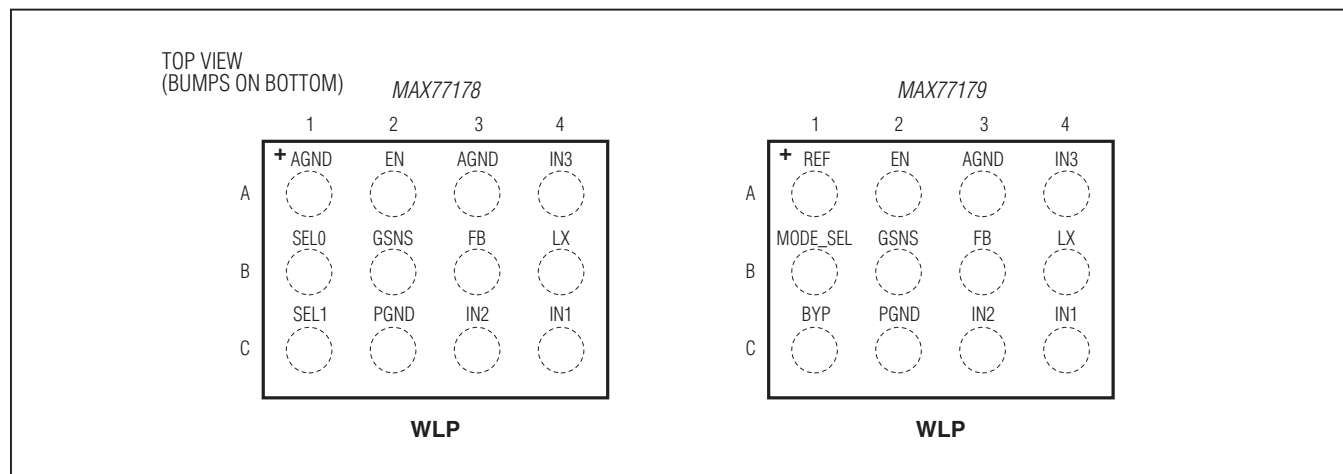 TOP VIEW
(BUMPS ON BOTTOM)
MAX77178
1 2 3 4
+ AGND EN AGND IN3
A
SEL0 GSNS FB LX
B
SEL1 PGND IN2 IN1
C
WLP
MAX77179
1 2 3 4
+ REF EN AGND IN3
A
MODE_SEL GSNS FB LX
B
BYP PGND IN2 IN1
C
WLP